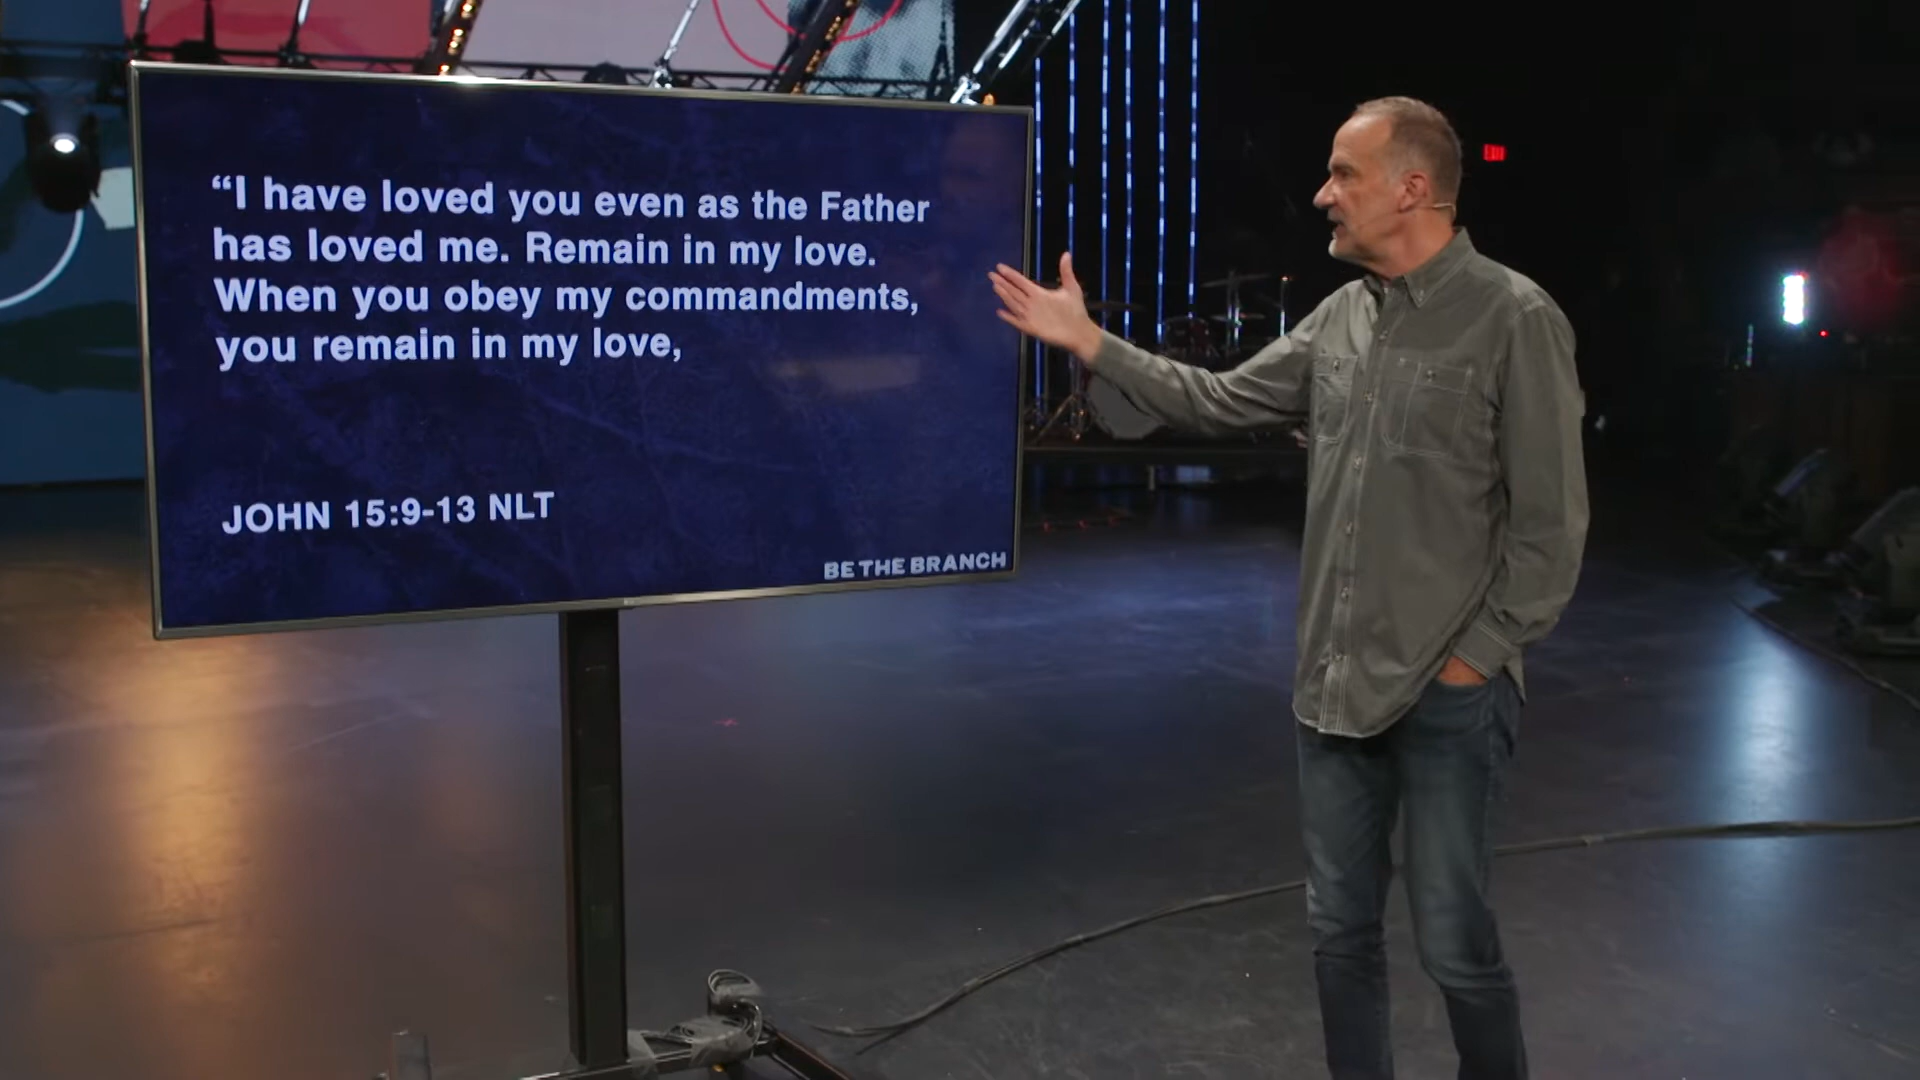 “I have loved you even as the Father
has loved me. Remain in my love.
When you obey my commandments,
you remain in my love,
JOHN 15:9-13 NLT
BE THE BRANCH